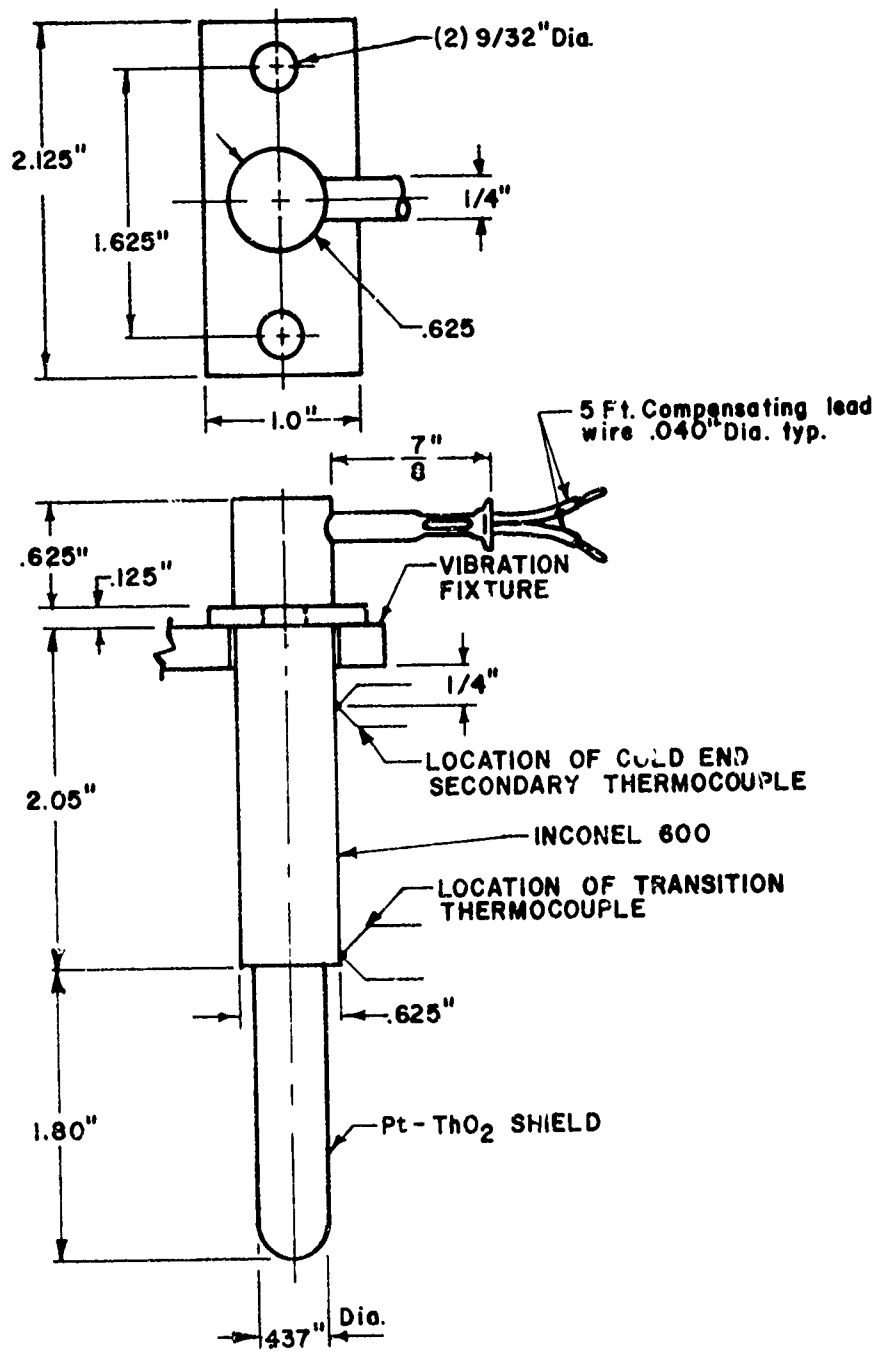 (2) 9/32" Dia.
2.125"
1/4"
1.625"
.625
1.0"
5 Ft. Compensating lead
wire .040" Dia. typ.
7"
8
.625"
.125"
VIBRATION
FIXTURE
1/4"
LOCATION OF COLD END
SECONDARY THERMOCOUPLE
2.05"
INCONEL 600
LOCATION OF TRANSITION
THERMOCOUPLE
.625"
1.80"
Pt-ThO₂ SHIELD
Dia.
.437"